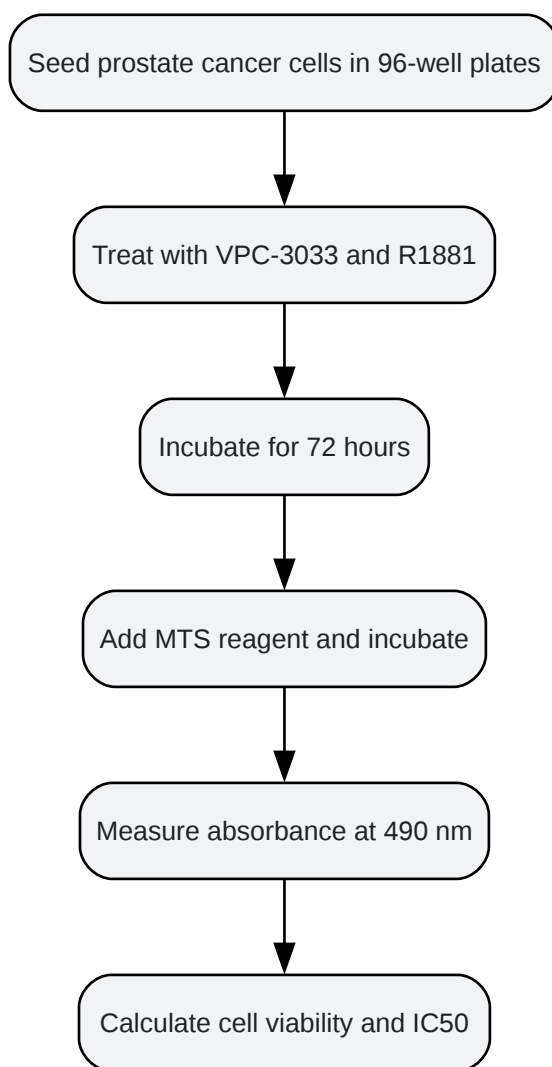 Seed prostate cancer cells in 96-well plates
Treat with VPC-3033 and R1881
Incubate for 72 hours
Add MTS reagent and incubate
Measure absorbance at 490 nm
Calculate cell viability and IC50